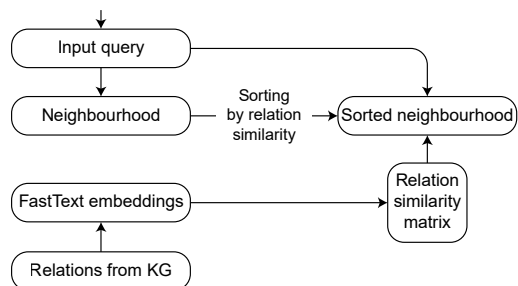 Input query
Neighbourhood
Sorting
by relation
similarity
Sorted neighbourhood
FastText embeddings
Relation
similarity
matrix
Relations from KG